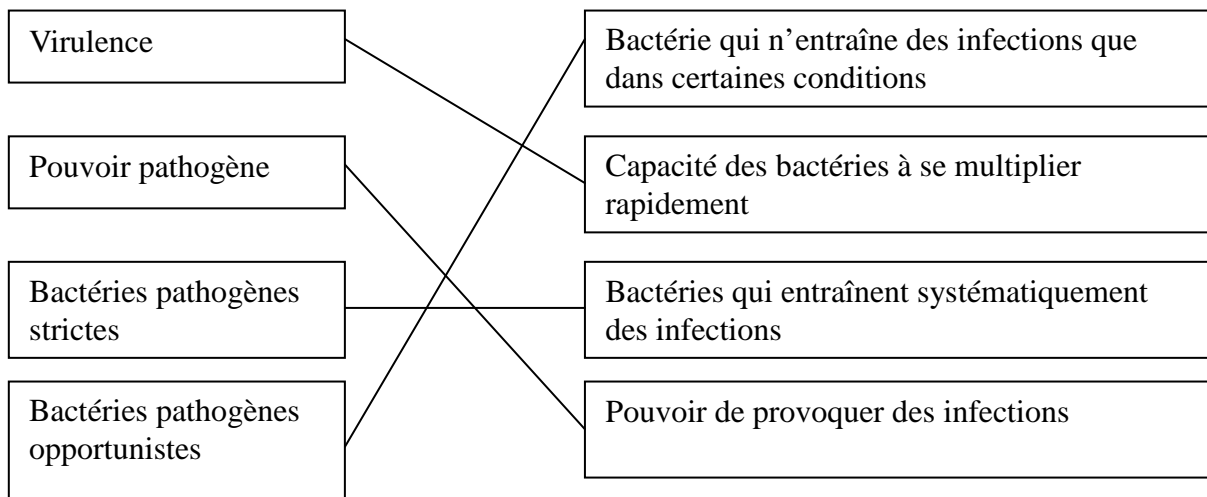 Virulence
Bactérie qui n’entraîne des infections que
dans certaines conditions
Pouvoir pathogène
Capacité des bactéries à se multiplier
rapidement
Bactéries pathogènes
strictes
Bactéries qui entraînent systématiquement
des infections
Bactéries pathogènes
opportunistes
Pouvoir de provoquer des infections